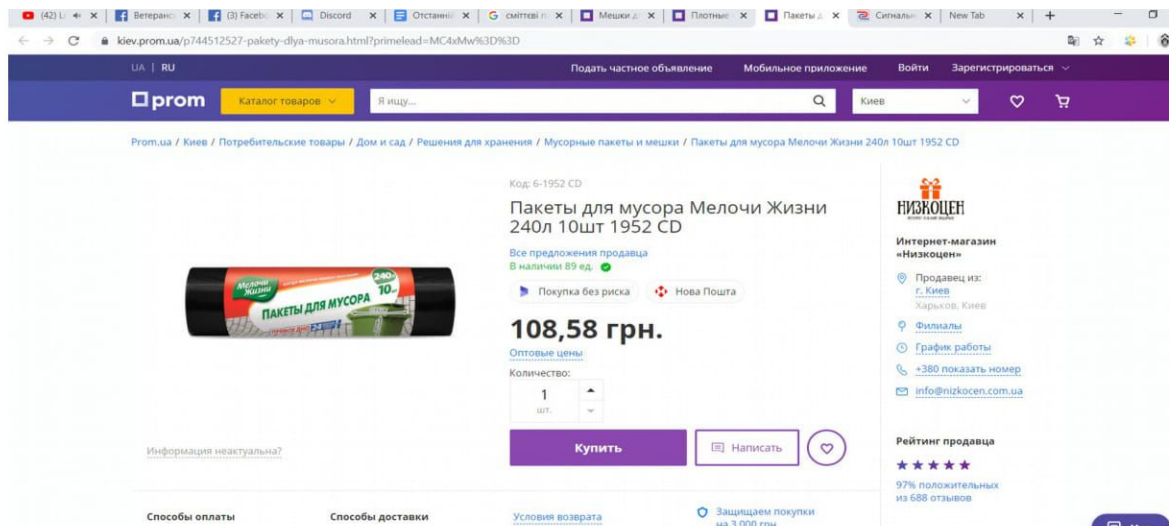 (42) Li
Ветеранс
(3) Facebo
Discord
Отстанні
сміттєві п
Мешки д
Плотные
Пакеты д
Сигнальн
New Tab
kiev.prom.ua/p744512527-pakety-dlya-musora.html?primelead=MC4xMw%3D%3D
UA | RU
Подать частное объявление
Мобильное приложение
Войти
Зарегистрироваться
prom
Каталог товаров
Я ищу...
Киев
Prom.ua / Киев / Потребительские товары / Дом и сад / Решения для хранения / Мусорные пакеты и мешки / Пакеты для мусора Мелочи Жизни 240л 10шт 1952 CD
Код: 6-1952 CD
Пакеты для мусора Мелочи Жизни
240л 10шт 1952 CD
Все предложения продавца
В наличии 89 ед.
Покупка без риска
Нова Пошта
108,58 грн.
Оптовые цены
Количество:
1
шт.
Купить
Написать
Мелочи
Жизни
240л
10
ПАКЕТЫ ДЛЯ МУСОРА
Информация неактуальна?
НИЗКОЦЕН
Интернет-магазин
«Низкоцен»
Продавец из:
г. Киев
Харьков, Киев
Филиалы
График работы
+380 показать номер
info@nizkocen.com.ua
Рейтинг продавца
97% положительных
из 688 отзывов
Способы оплаты
Способы доставки
Условия возврата
Защищаем покупки
на 3 000 грн